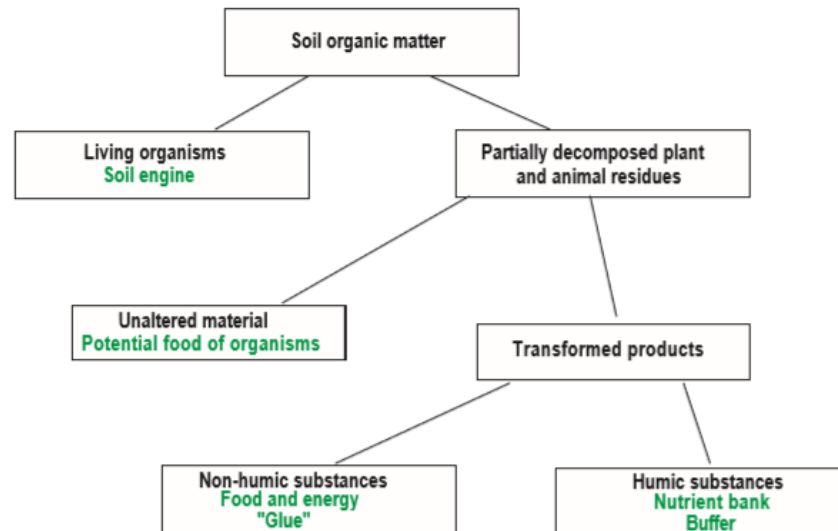 Soil organic matter
Living organisms
Soil engine
Partially decomposed plant
and animal residues
Unaltered material
Potential food of organisms
Transformed products
Non-humic substances
Food and energy
"Glue"
Humic substances
Nutrient bank
Buffer